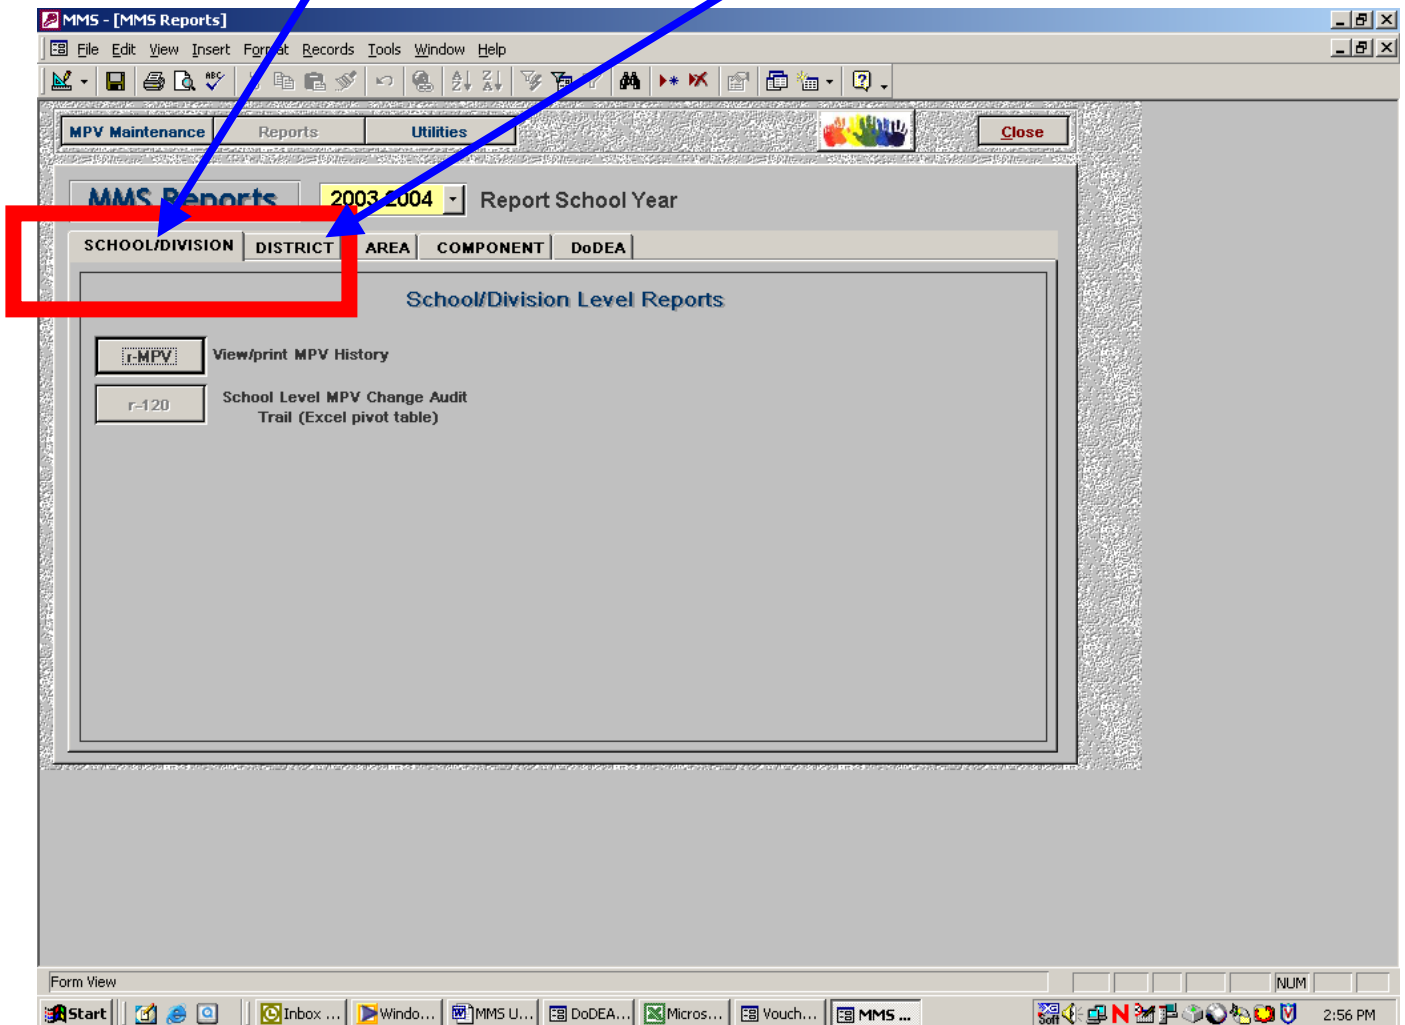 MMS - [MMS Reports]
File Edit View Insert Format Records Tools Window Help
MPV Maintenance Reports Utilities Close
MMS Reports 2003-2004 Report School Year
SCHOOL/DIVISION DISTRICT AREA COMPONENT DoDEA
School/Division Level Reports
r-MPV View/print MPV History
r-120 School Level MPV Change Audit
Trail (Excel pivot table)
Form View NUM
Start Inbox ... Windo... MMS U... DoDEA... Micros... Vouch... MMS ... 2:56 PM